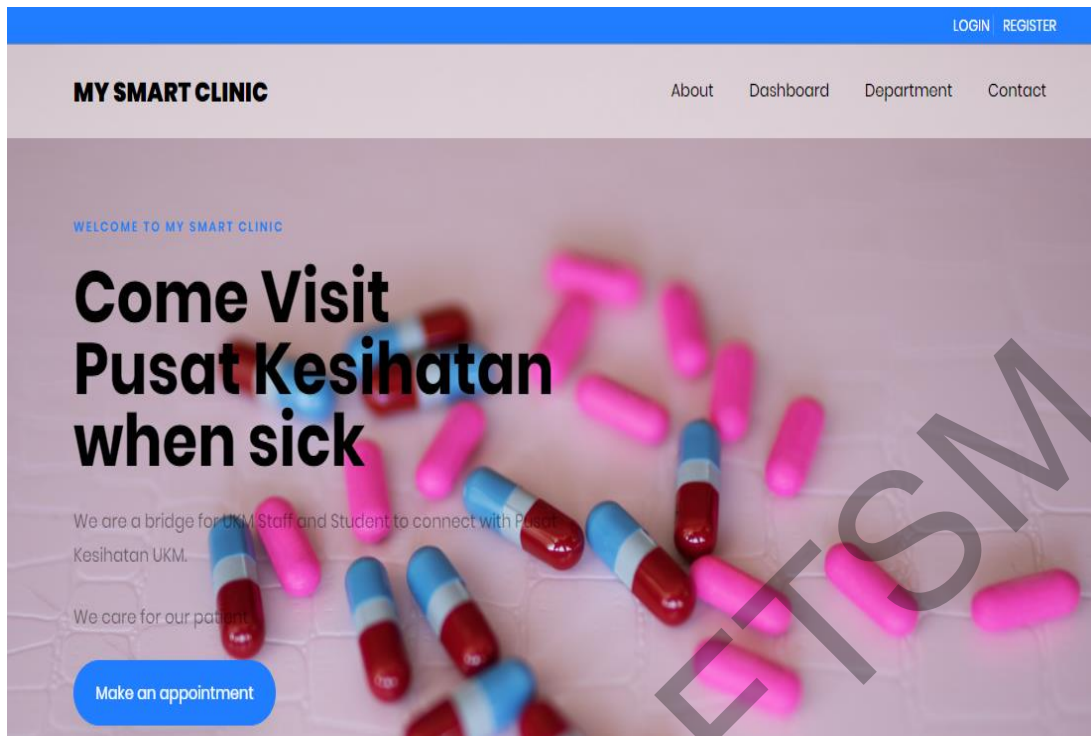 LOGIN REGISTER
MY SMART CLINIC
About Dashboard Department Contact
WELCOME TO MY SMART CLINIC
Come Visit
Pusat Kesihatan
when sick
We are a bridge for UKM Staff and Student to connect with Pusat
Kesihatan UKM.
We care for our patient
Make an appointment
ETSM